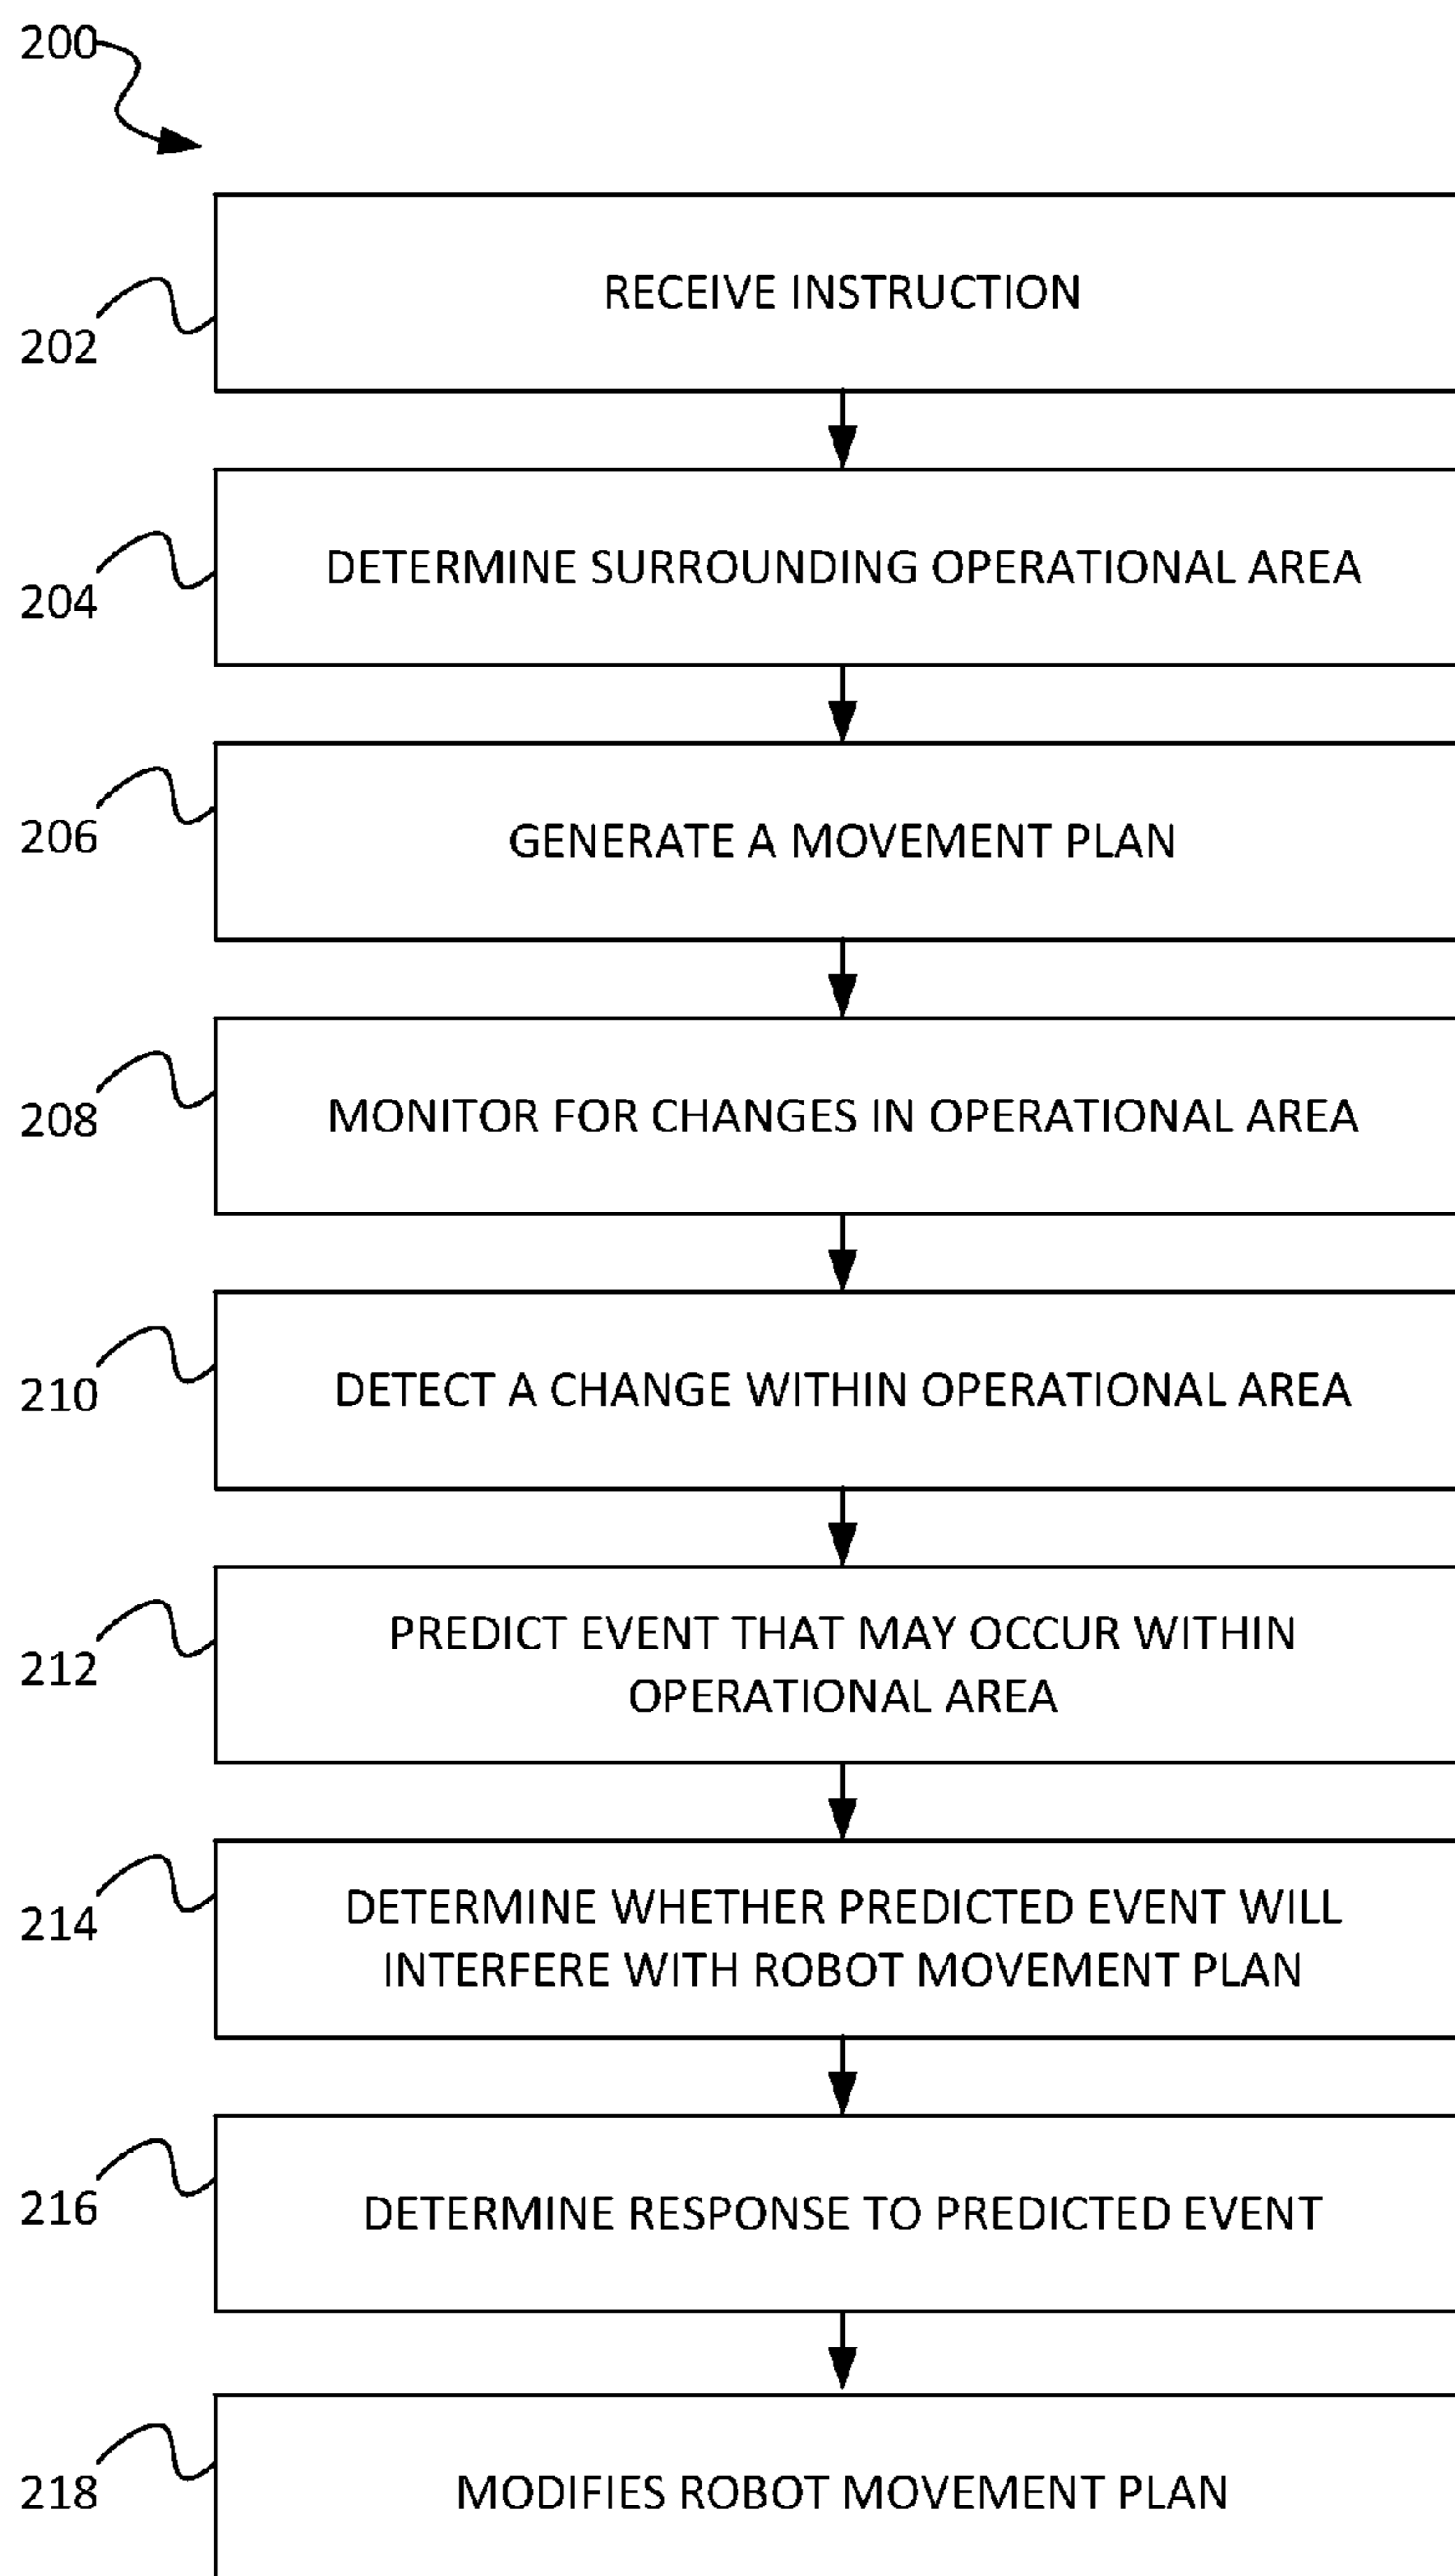 200
RECEIVE INSTRUCTION
202
DETERMINE SURROUNDING OPERATIONAL AREA
204
GENERATE A MOVEMENT PLAN
206
MONITOR FOR CHANGES IN OPERATIONAL AREA
208
DETECT A CHANGE WITHIN OPERATIONAL AREA
210
PREDICT EVENT THAT MAY OCCUR WITHIN
OPERATIONAL AREA
212
DETERMINE WHETHER PREDICTED EVENT WILL
INTERFERE WITH ROBOT MOVEMENT PLAN
214
DETERMINE RESPONSE TO PREDICTED EVENT
216
MODIFIES ROBOT MOVEMENT PLAN
218